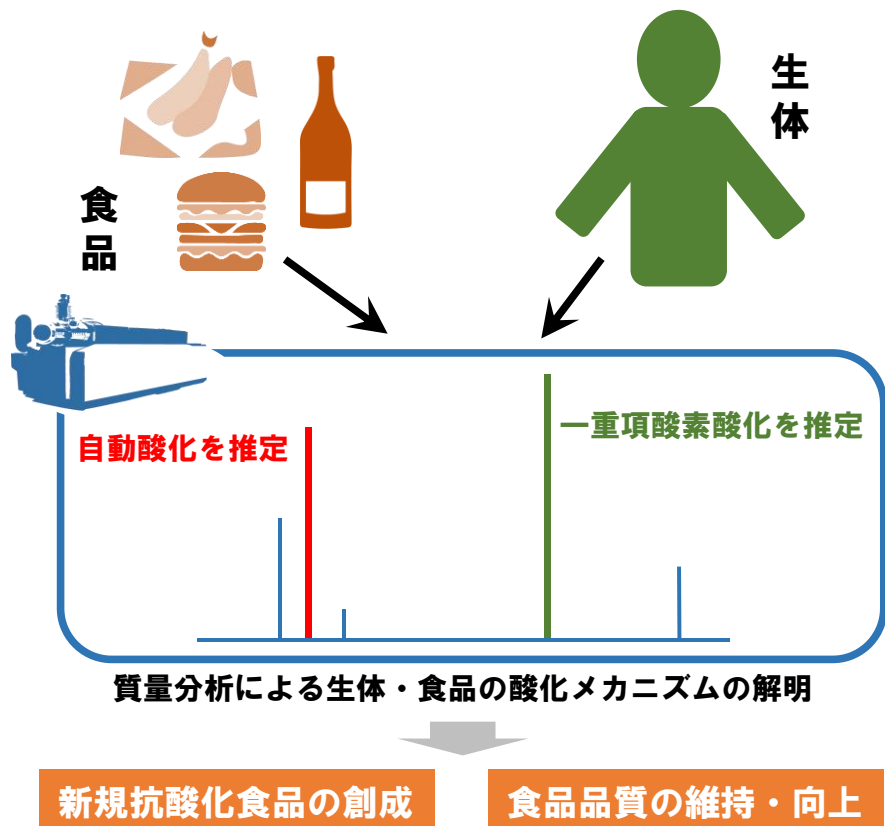 生体
食品
自動酸化を推定
一重項酸素酸化を推定
質量分析による生体・食品の酸化メカニズムの解明
新規抗酸化食品の創成
食品品質の維持・向上